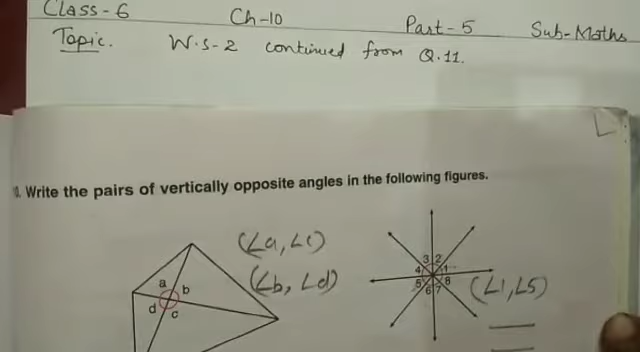 Class-6 Ch-10 Part-5 Sub-Maths
Topic. W.S-2 continued from Q.11.
. Write the pairs of vertically opposite angles in the following figures.
(∠a, ∠c)
(∠b, ∠d)
a b
d c
3 2
4 1
5 8
6 7
(∠1, ∠5)